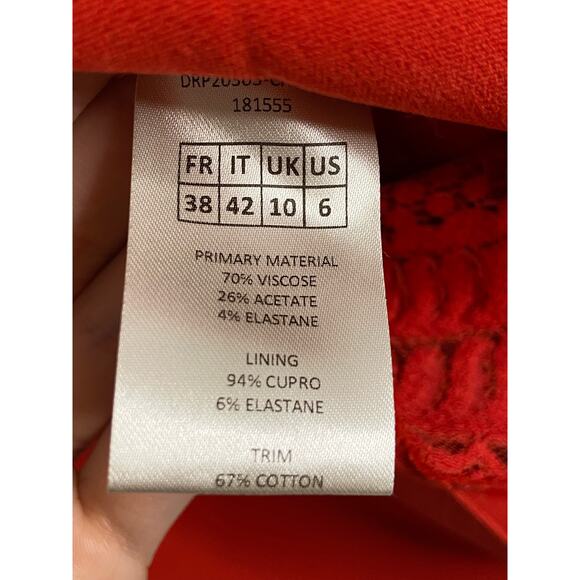 181555
FR IT UK US
38 42 10 6
PRIMARY MATERIAL
70% VISCOSE
26% ACETATE
4% ELASTANE
LINING
94% CUPRO
6% ELASTANE
TRIM
67% COTTON